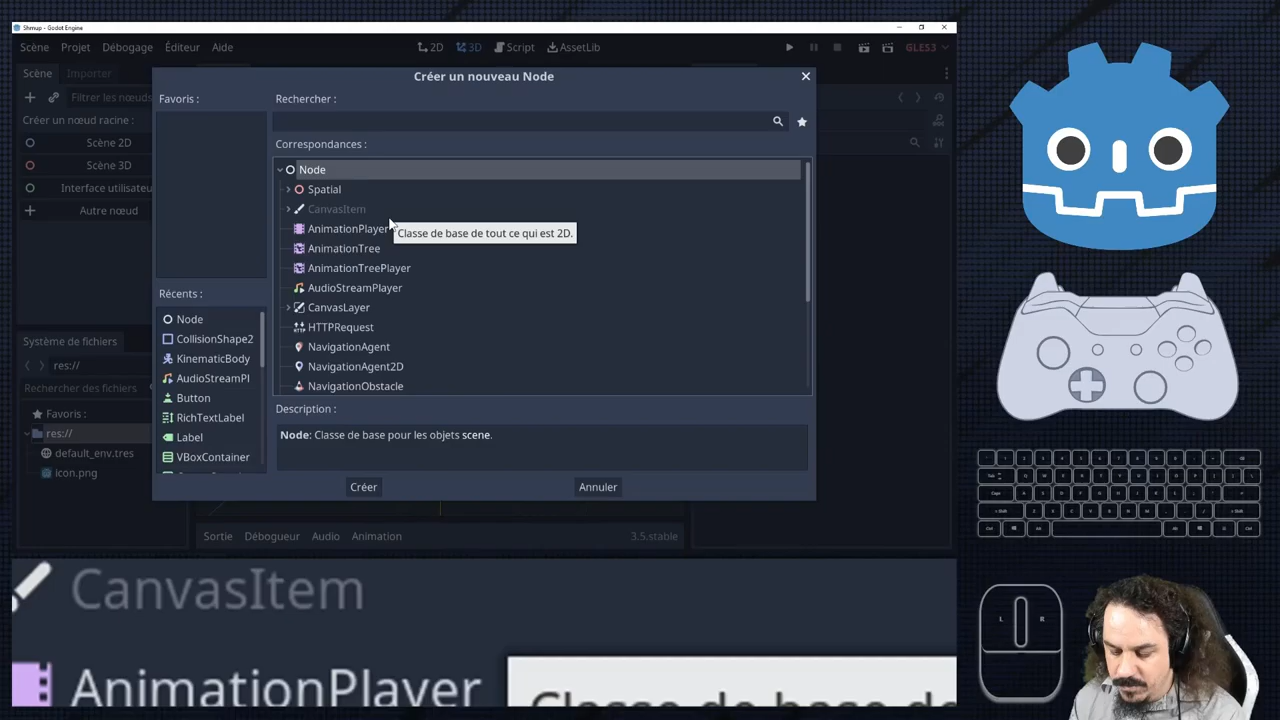 Shmup - Godot Engine
Scène Projet Débogage Éditeur Aide
2D 3D Script AssetLib
GLES3
Scène Importer
Filtrer les nœuds
Créer un nœud racine :
Scène 2D
Scène 3D
Interface utilisateu
Autre nœud
Système de fichiers
res://
Rechercher des fichiers
Favoris :
res://
default_env.tres
icon.png
Créer un nouveau Node
Favoris :
Récents :
Node
CollisionShape2
KinematicBody
AudioStreamPl
Button
RichTextLabel
Label
VBoxContainer
Rechercher :
Correspondances :
Node
Spatial
CanvasItem
AnimationPlayer
Classe de base de tout ce qui est 2D.
AnimationTree
AnimationTreePlayer
AudioStreamPlayer
CanvasLayer
HTTPRequest
NavigationAgent
NavigationAgent2D
NavigationObstacle
Description :
Node: Classe de base pour les objets scene.
Créer Annuler
Sortie Débogueur Audio Animation 3.5.stable
CanvasItem
AnimationPlayer
Classe de base de
L R